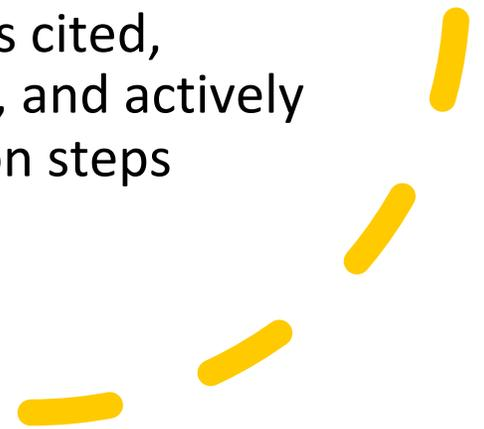 s cited,
, and actively
on steps